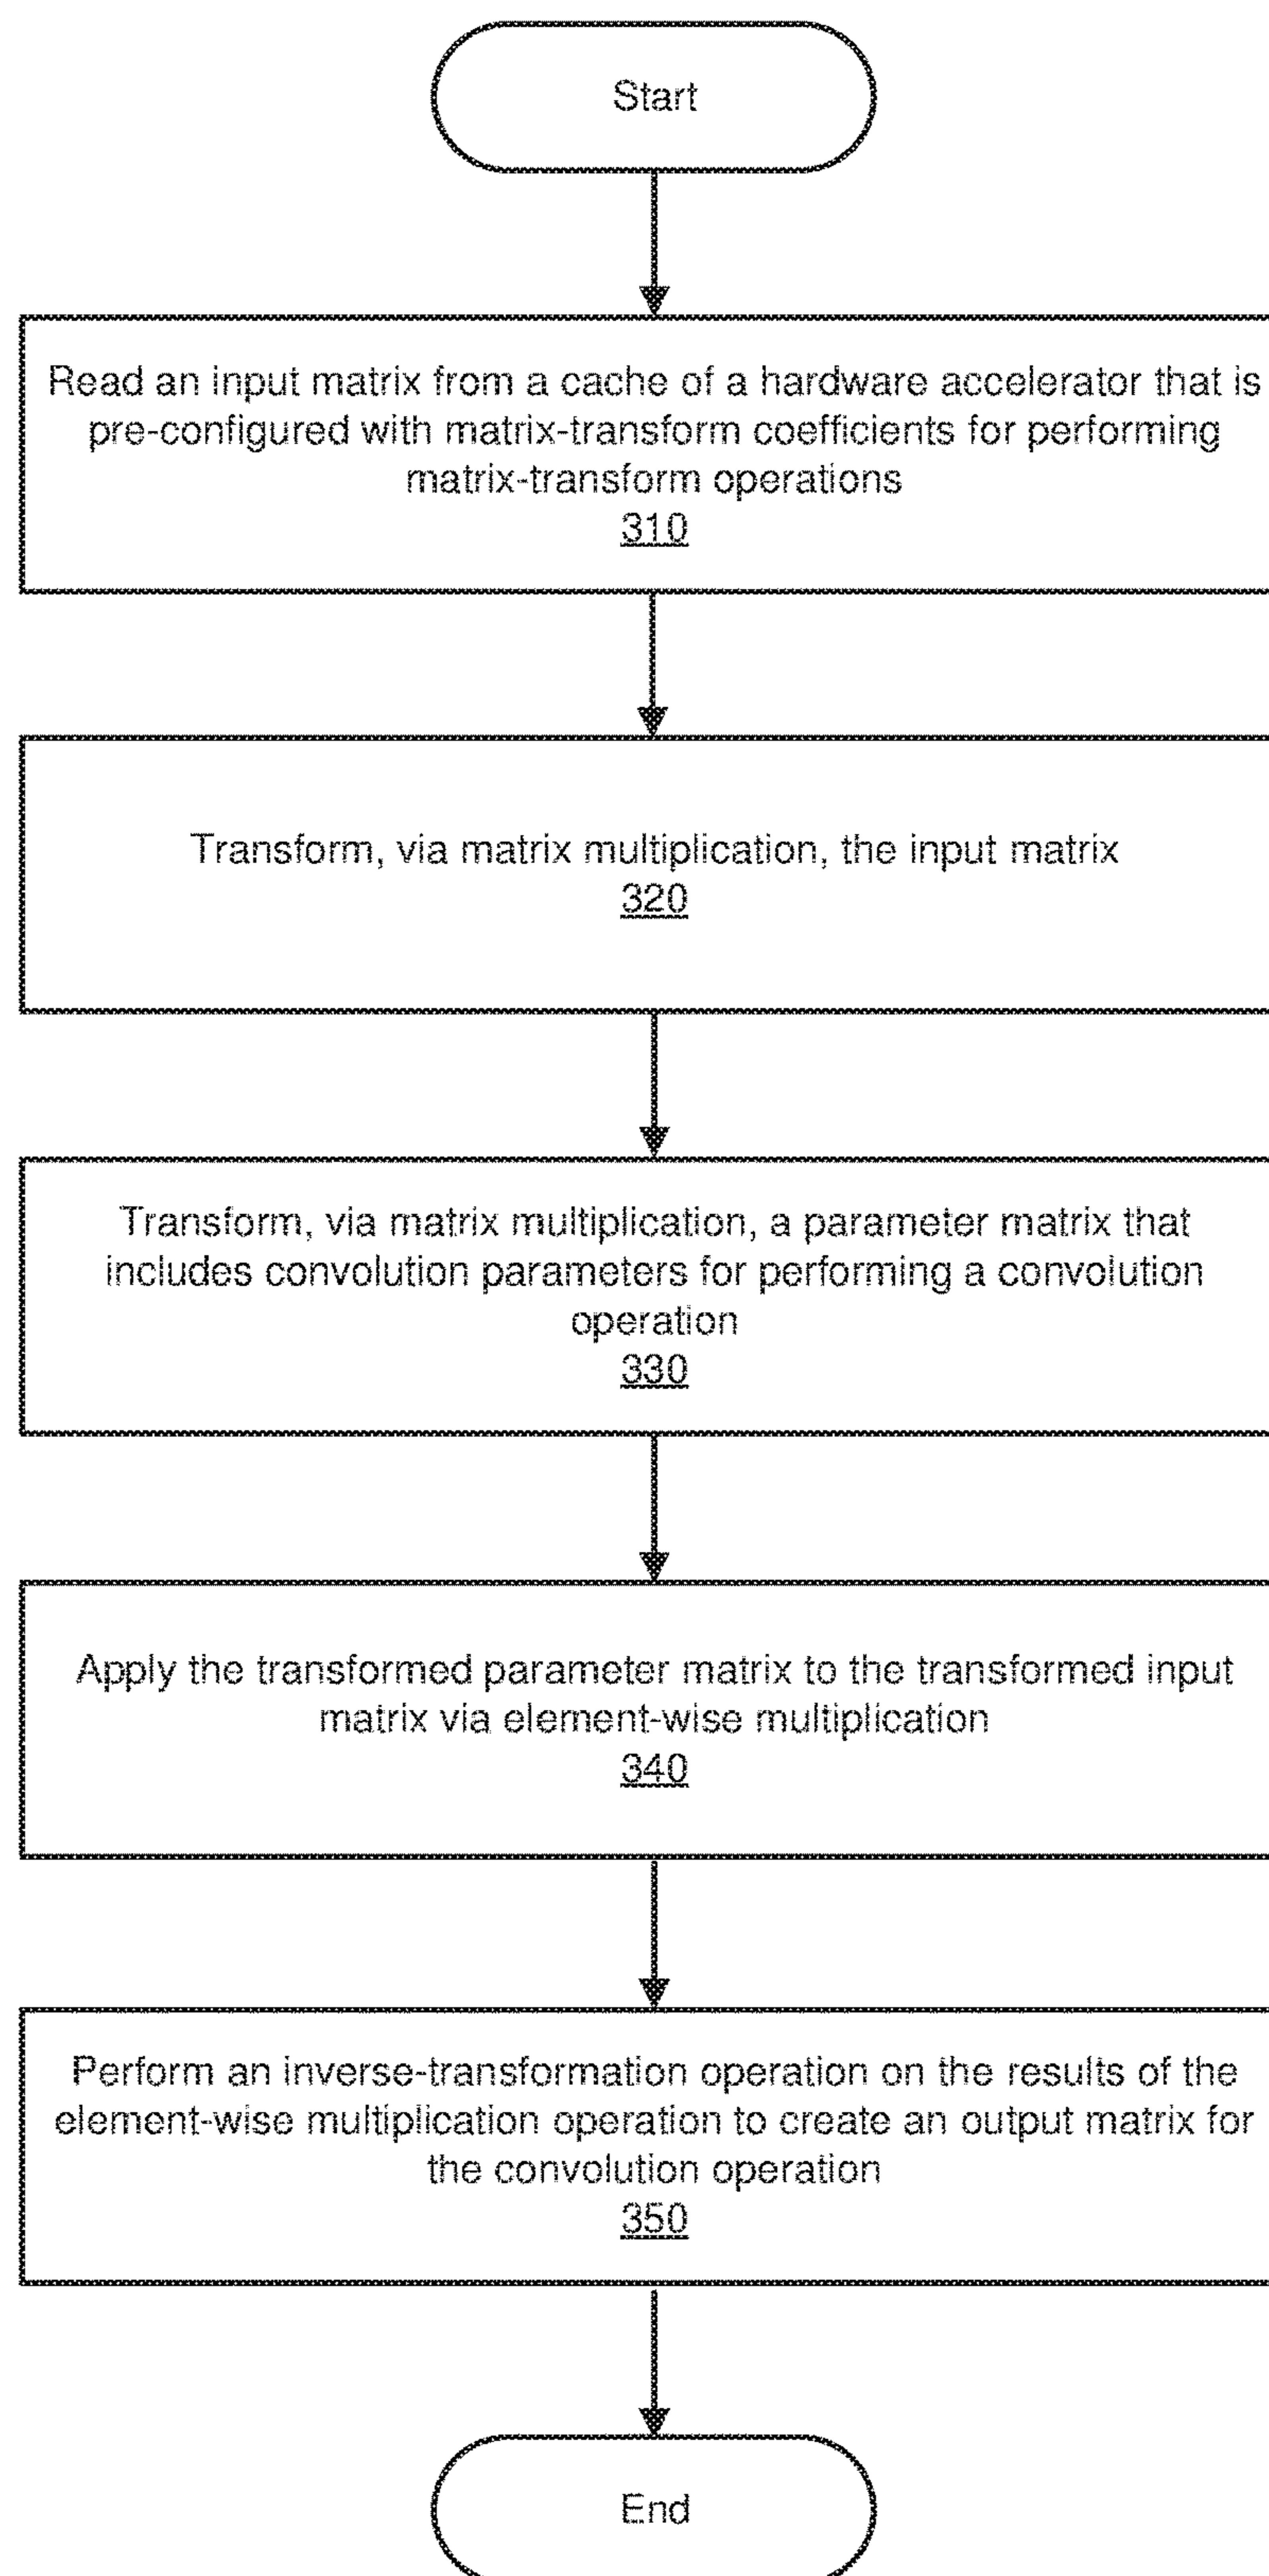 Start
Read an input matrix from a cache of a hardware accelerator that is
pre-configured with matrix-transform coefficients for performing
matrix-transform operations
310
Transform, via matrix multiplication, the input matrix
320
Transform, via matrix multiplication, a parameter matrix that
includes convolution parameters for performing a convolution
operation
330
Apply the transformed parameter matrix to the transformed input
matrix via element-wise multiplication
340
Perform an inverse-transformation operation on the results of the
element-wise multiplication operation to create an output matrix for
the convolution operation
350
End